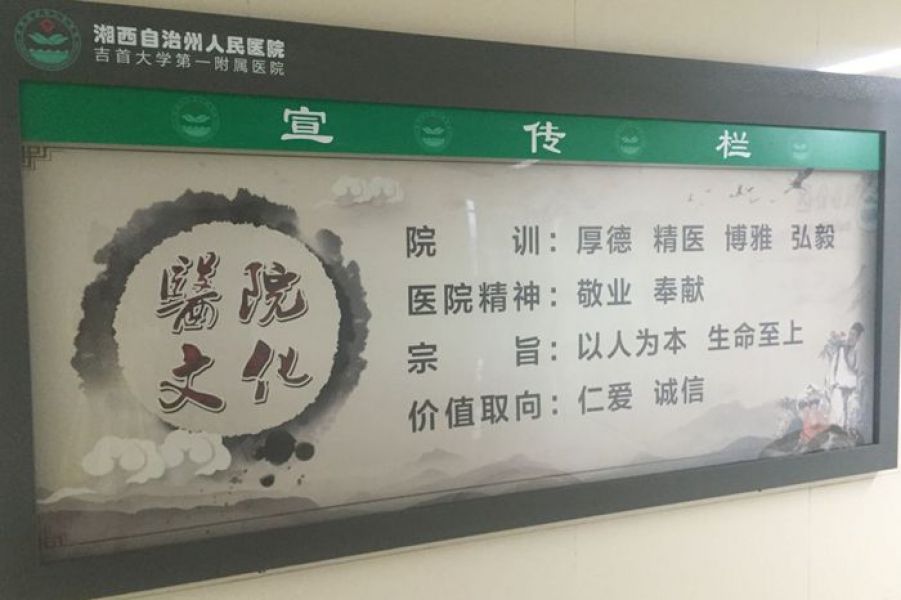 湘西自治州人民医院
吉首大学第一附属医院
宣传栏
醫院
文化
院训：厚德 精医 博雅 弘毅
医院精神：敬业 奉献
宗旨：以人为本 生命至上
价值取向：仁爱 诚信